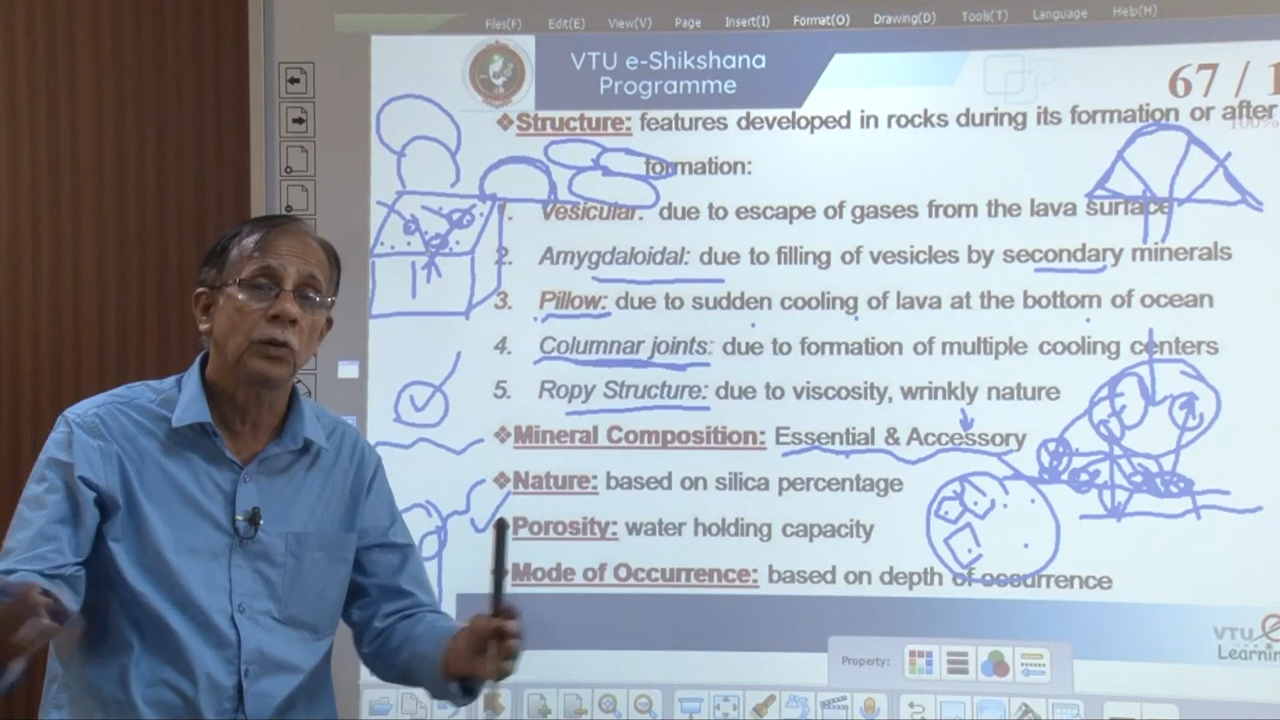 Files(F) Edit(E) View(V) Page Insert(I) Format(O) Drawing(D) Tools(T) Language Help(H)
VTU e-Shikshana
Programme
67 / 1
100%
❖Structure: features developed in rocks during its formation or after
formation:
1. Vesicular: due to escape of gases from the lava surface
2. Amygdaloidal: due to filling of vesicles by secondary minerals
3. Pillow: due to sudden cooling of lava at the bottom of ocean
4. Columnar joints: due to formation of multiple cooling centers
5. Ropy Structure: due to viscosity, wrinkly nature
❖Mineral Composition: Essential & Accessory
❖Nature: based on silica percentage
Porosity: water holding capacity
Mode of Occurrence: based on depth of occurrence
VTU
Learnin
Property: